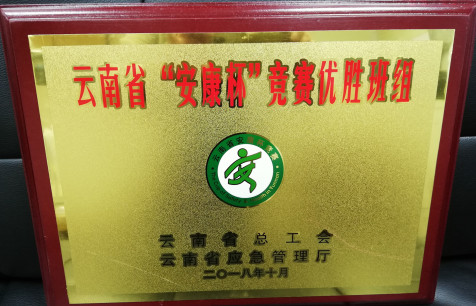 云南省“安康杯”竞赛优胜班组
安
云南省总工会
云南省应急管理厅
二〇一八年十月